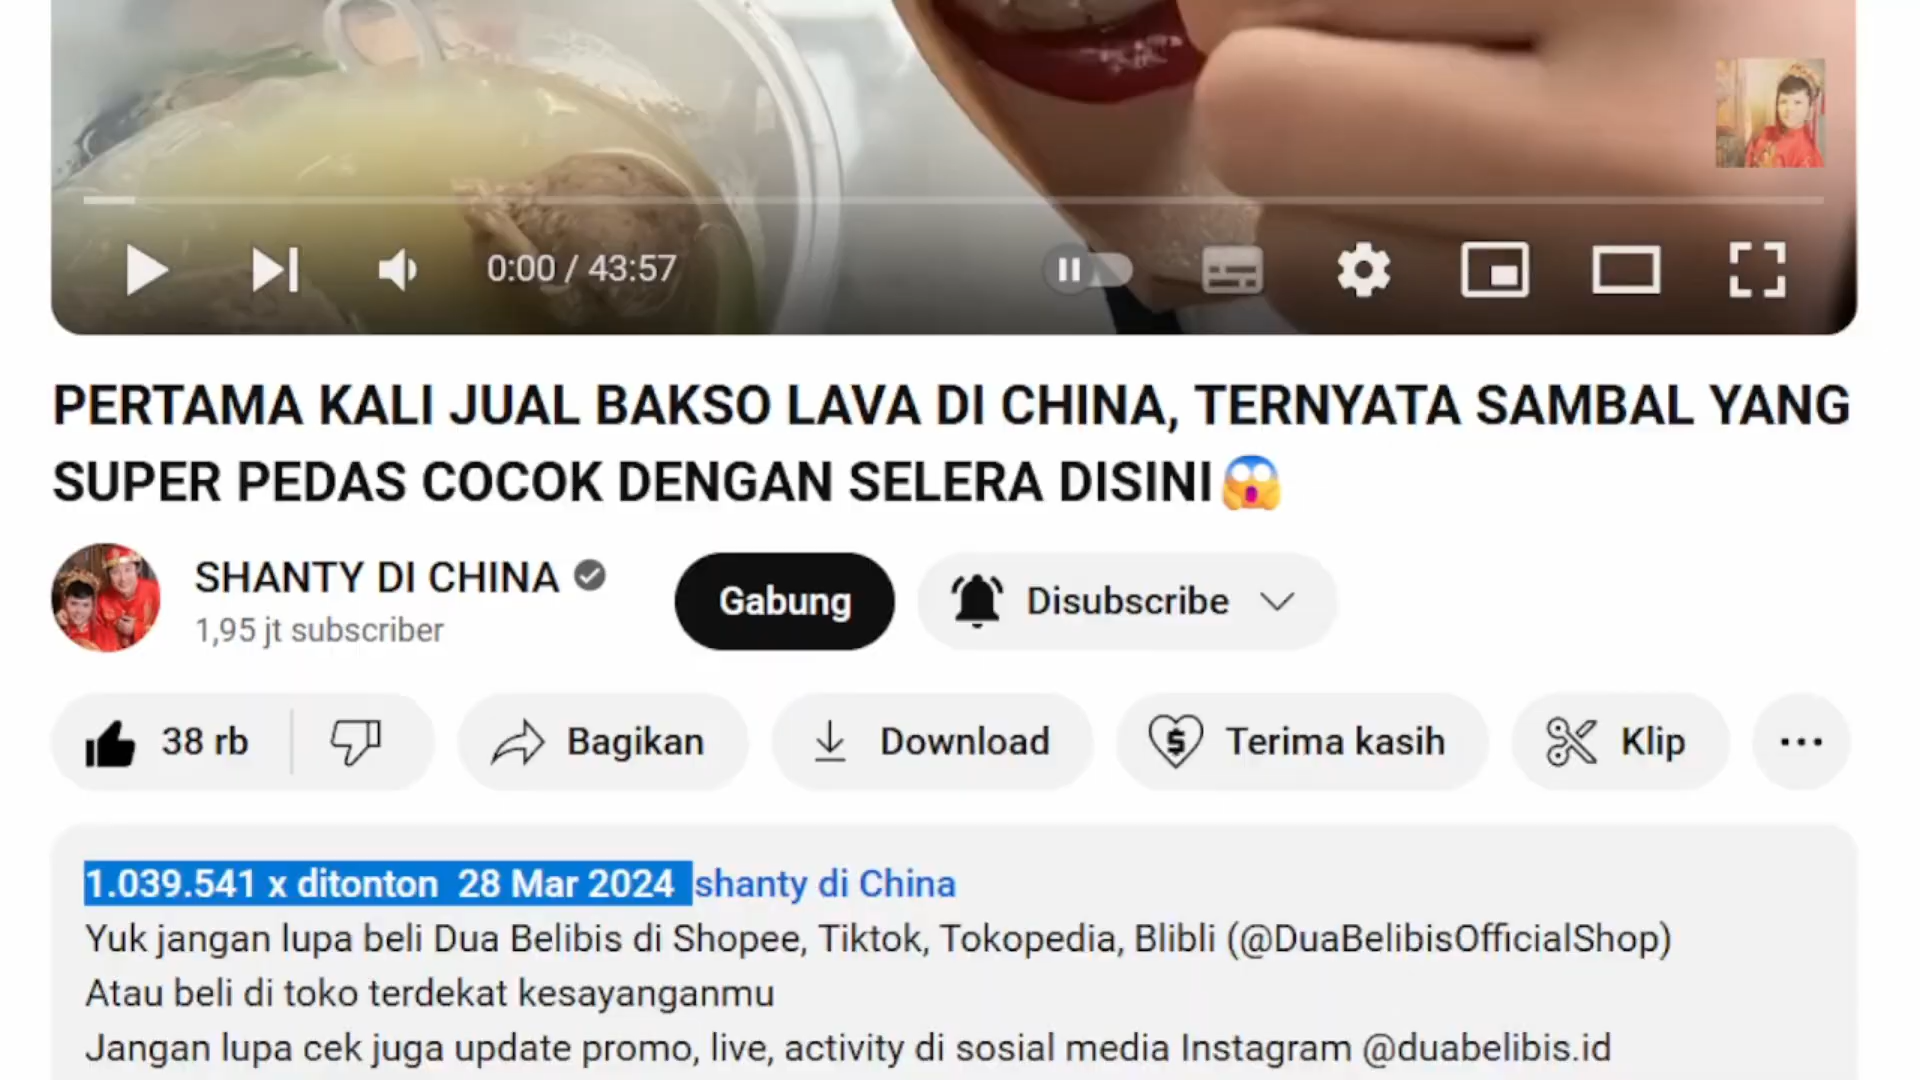 0:00 / 43:57
PERTAMA KALI JUAL BAKSO LAVA DI CHINA, TERNYATA SAMBAL YANG
SUPER PEDAS COCOK DENGAN SELERA DISINI😱
SHANTY DI CHINA
1,95 jt subscriber
Gabung
Disubscribe
38 rb
Bagikan
Download
Terima kasih
Klip
1.039.541 x ditonton  28 Mar 2024 shanty di China
Yuk jangan lupa beli Dua Belibis di Shopee, Tiktok, Tokopedia, Blibli (@DuaBelibisOfficialShop)
Atau beli di toko terdekat kesayanganmu
Jangan lupa cek juga update promo, live, activity di sosial media Instagram @duabelibis.id